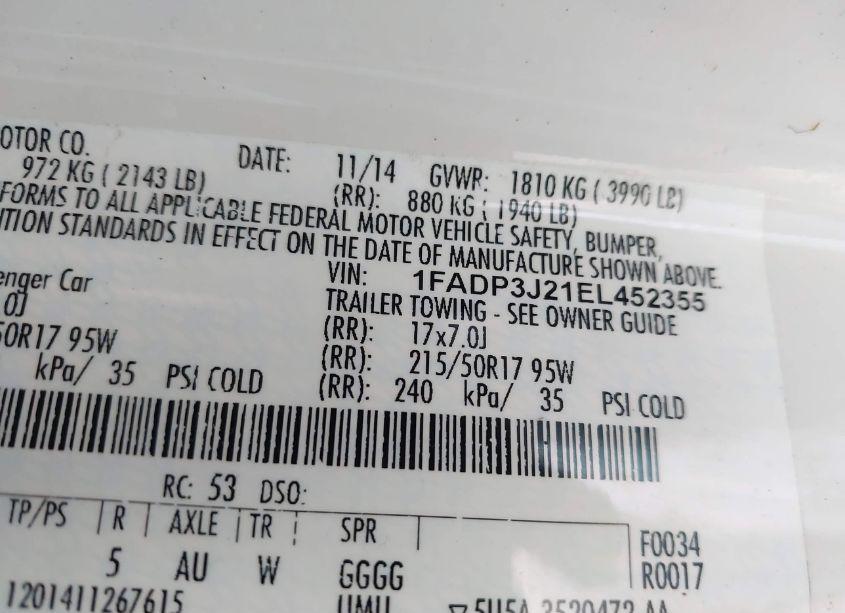 OTOR CO.
DATE: 11/14 GVWR: 1810 KG ( 3990 LB)
972 KG ( 2143 LB) (RR): 880 KG ( 1940 LB)
FORMS TO ALL APPLICABLE FEDERAL MOTOR VEHICLE SAFETY, BUMPER,
TION STANDARDS IN EFFECT ON THE DATE OF MANUFACTURE SHOWN ABOVE.
VIN: 1FADP3J21EL452355
enger Car TRAILER TOWING - SEE OWNER GUIDE
.0J (RR): 17x7.0J
50R17 95W (RR): 215/50R17 95W
kPa/ 35 PSI COLD (RR): 240 kPa/ 35 PSI COLD
RC: 53 DSO:
TP/PS R AXLE TR SPR F0034
5 AU W GGGG R0017
1201411267615